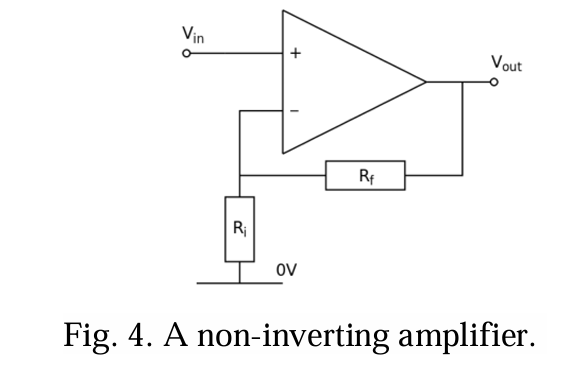 Vin
+
Vout
−
Rf
Ri
0V
Fig. 4. A non-inverting amplifier.